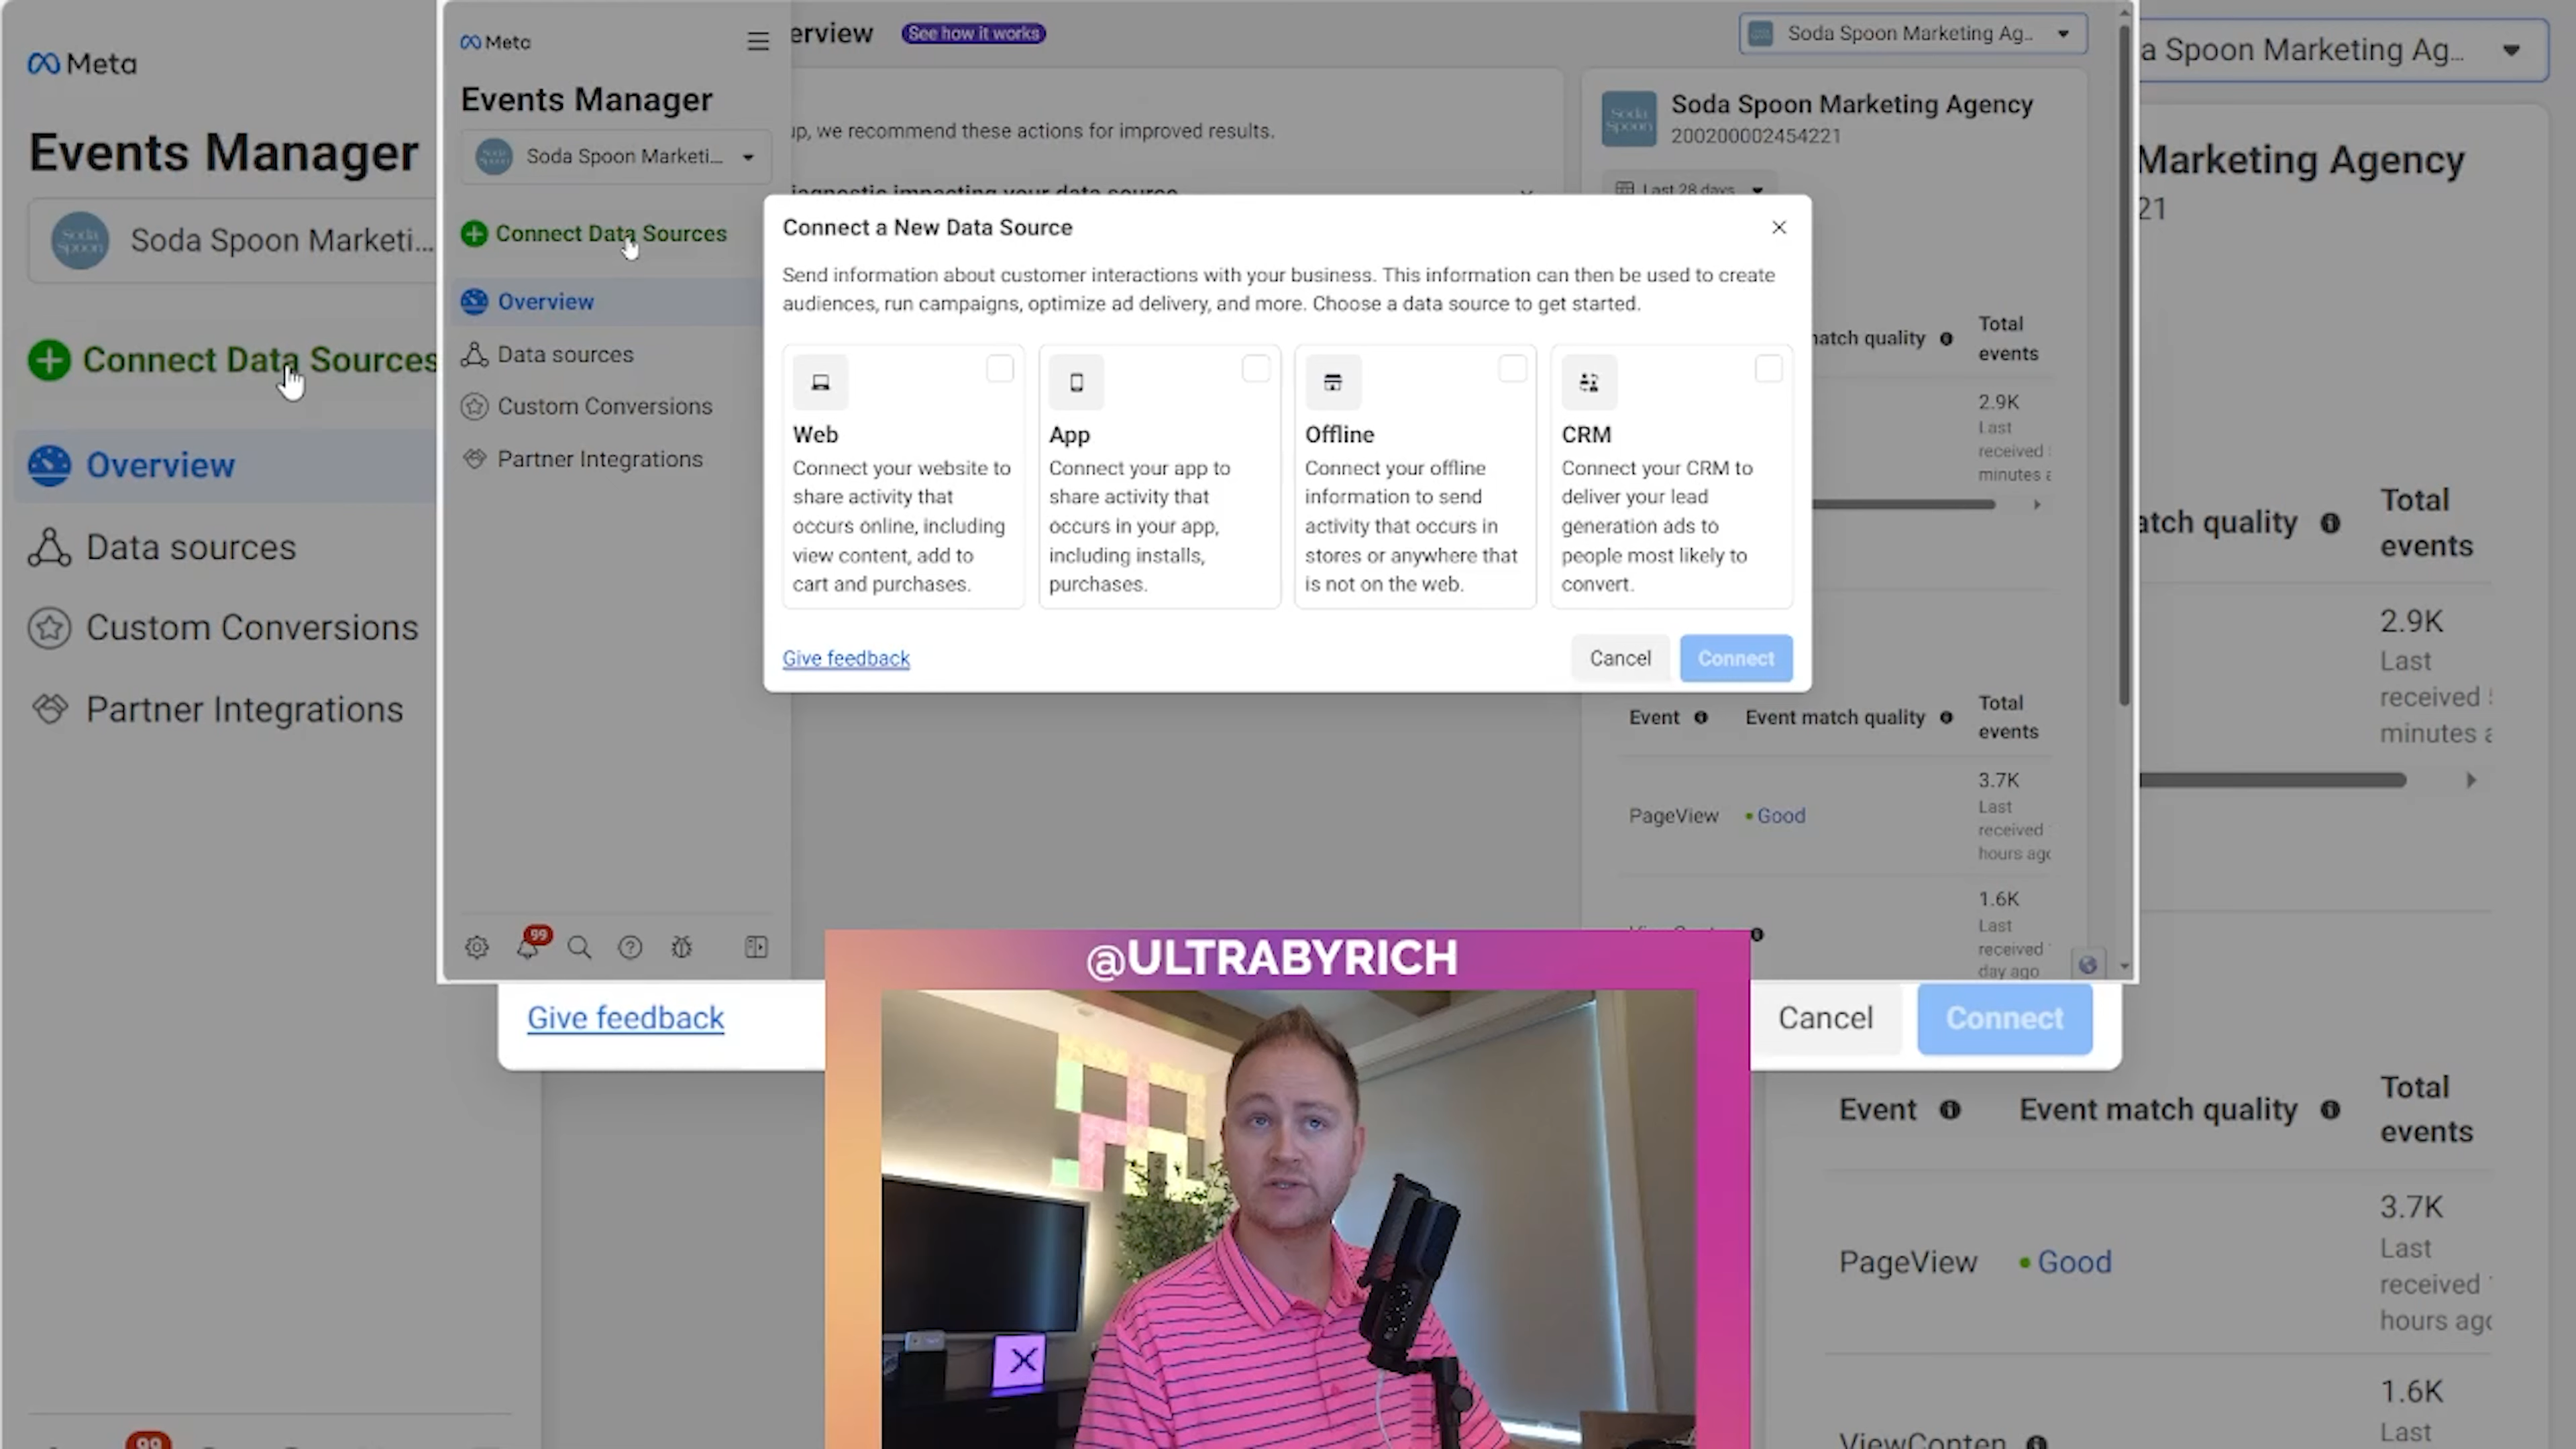 Meta
Events Manager
Soda Spoon Marketi...
Connect Data Sources
Overview
Data sources
Custom Conversions
Partner Integrations
99
Meta
Events Manager
Soda Spoon Marketi...
Connect Data Sources
Overview
Data sources
Custom Conversions
Partner Integrations
99
erview
See how it works
up, we recommend these actions for improved results.
iagnostic impacting your data source
Soda Spoon Marketing Ag..
Soda Spoon Marketing Agency
200200002454221
Last 28 days
Connect a New Data Source
Send information about customer interactions with your business. This information can then be used to create
audiences, run campaigns, optimize ad delivery, and more. Choose a data source to get started.
Web
Connect your website to
share activity that
occurs online, including
view content, add to
cart and purchases.
App
Connect your app to
share activity that
occurs in your app,
including installs,
purchases.
Offline
Connect your offline
information to send
activity that occurs in
stores or anywhere that
is not on the web.
CRM
Connect your CRM to
deliver your lead
generation ads to
people most likely to
convert.
Give feedback
Cancel
Connect
natch quality
Total
events
2.9K
Last
received
minutes a
Event
Event match quality
Total
events
PageView
Good
3.7K
Last
received
hours ago
1.6K
Last
received
day ago
a Spoon Marketing Ag...
Marketing Agency
21
atch quality
Total
events
2.9K
Last
received
minutes a
Give feedback
@ULTRABYRICH
Cancel
Connect
Event
Event match quality
Total
events
PageView
Good
3.7K
Last
received
hours ago
1.6K
Last
ViewConten